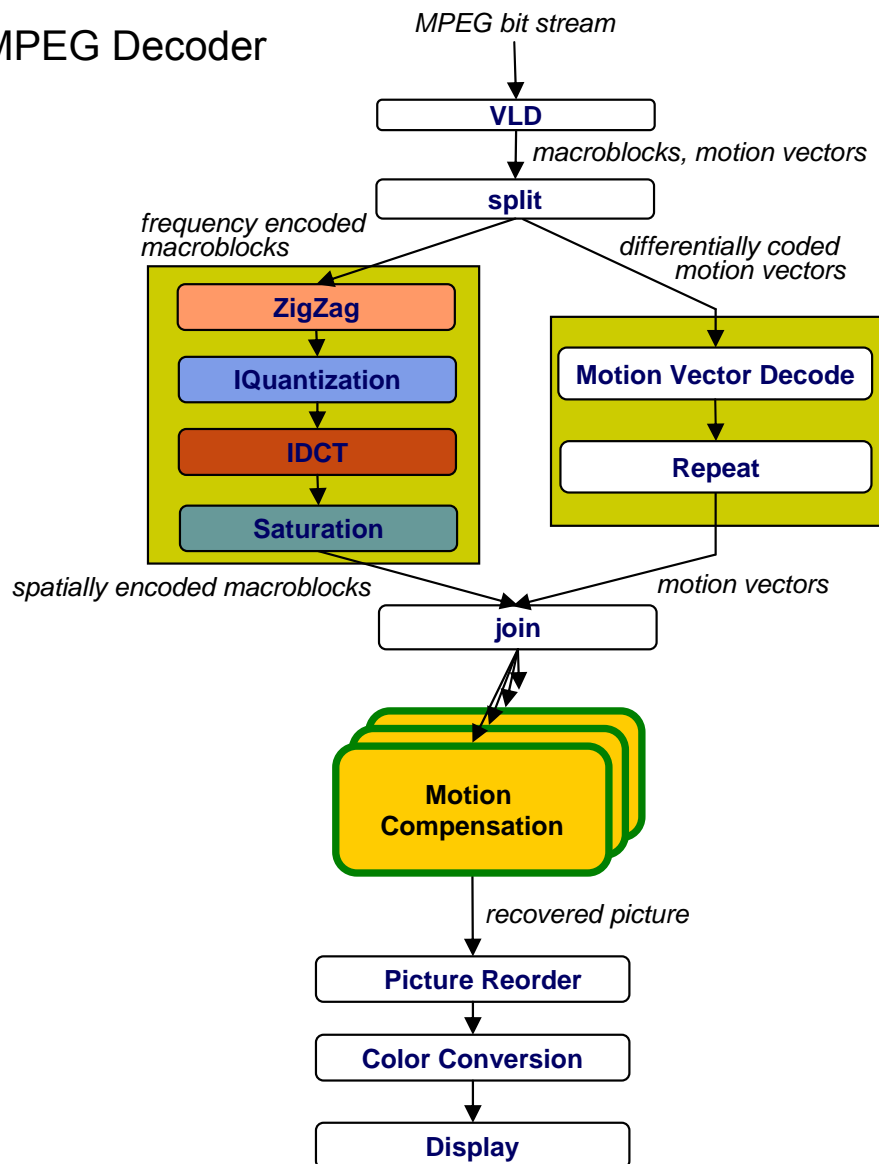 MPEG Decoder
MPEG bit stream
VLD
macroblocks, motion vectors
split
frequency encoded
macroblocks
differentially coded
motion vectors
ZigZag
IQuantization
IDCT
Saturation
Motion Vector Decode
Repeat
spatially encoded macroblocks
motion vectors
join
Motion
Compensation
recovered picture
Picture Reorder
Color Conversion
Display